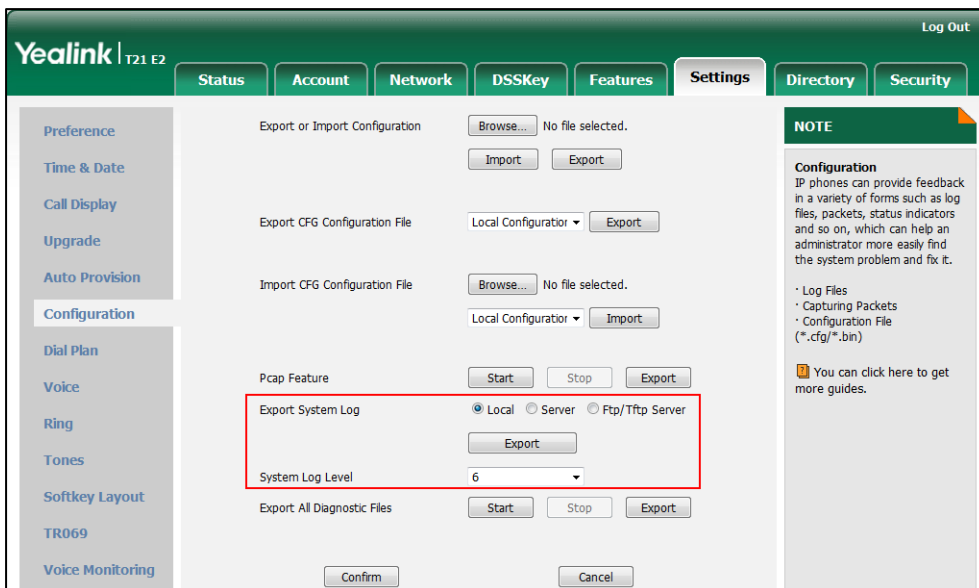 Log Out
Yealink T21 E2
Status Account Network DSSKey Features Settings Directory Security
Preference
Time & Date
Call Display
Upgrade
Auto Provision
Configuration
Dial Plan
Voice
Ring
Tones
Softkey Layout
TR069
Voice Monitoring
Export or Import Configuration Browse... No file selected.
Import Export
Export CFG Configuration File Local Configuration Export
Import CFG Configuration File Browse... No file selected.
Local Configuration Import
Pcap Feature Start Stop Export
Export System Log Local Server Ftp/Tftp Server
Export
System Log Level 6
Export All Diagnostic Files Start Stop Export
Confirm Cancel
NOTE
Configuration
IP phones can provide feedback
in a variety of forms such as log
files, packets, status indicators
and so on, which can help an
administrator more easily find
the system problem and fix it.
· Log Files
· Capturing Packets
· Configuration File
(*.cfg/*.bin)
You can click here to get
more guides.